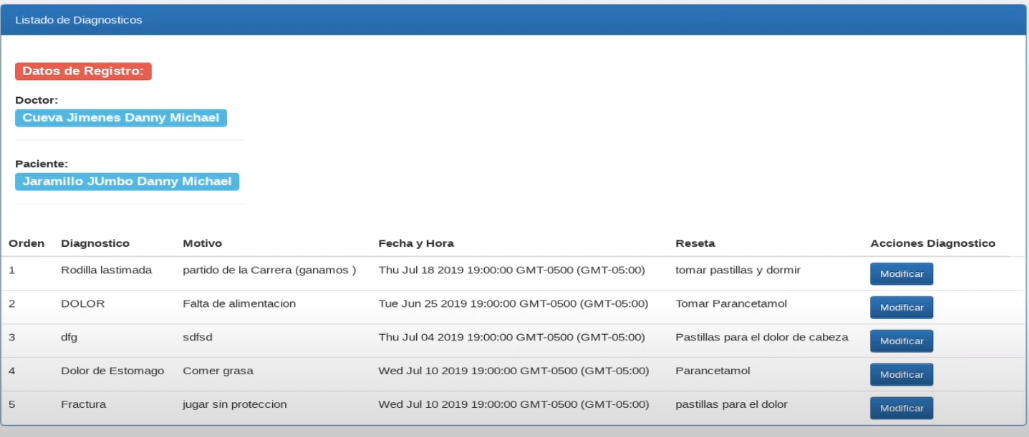 Listado de Diagnosticos
Datos de Registro:
Doctor:
Cueva Jimenes Danny Michael
Paciente:
Jaramillo JUmbo Danny Michael
Orden Diagnostico Motivo Fecha y Hora Reseta Acciones Diagnostico
1 Rodilla lastimada partido de la Carrera (ganamos ) Thu Jul 18 2019 19:00:00 GMT-0500 (GMT-05:00) tomar pastillas y dormir Modificar
2 DOLOR Falta de alimentacion Tue Jun 25 2019 19:00:00 GMT-0500 (GMT-05:00) Tomar Parancetamol Modificar
3 dfg sdfsd Thu Jul 04 2019 19:00:00 GMT-0500 (GMT-05:00) Pastillas para el dolor de cabeza Modificar
4 Dolor de Estomago Comer grasa Wed Jul 10 2019 19:00:00 GMT-0500 (GMT-05:00) Parancetamol Modificar
5 Fractura jugar sin proteccion Wed Jul 10 2019 19:00:00 GMT-0500 (GMT-05:00) pastillas para el dolor Modificar